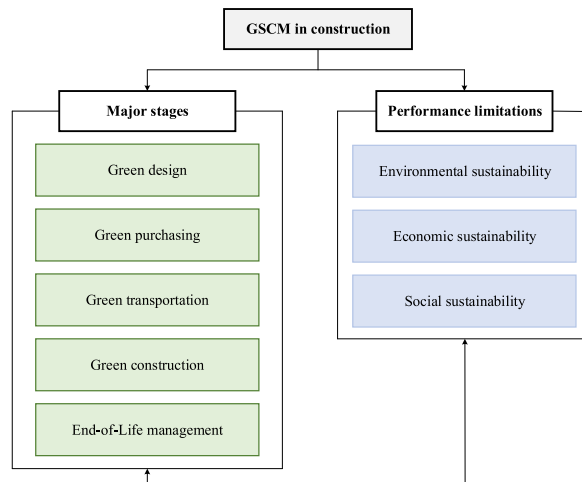 GSCM in construction
Major stages
Green design
Green purchasing
Green transportation
Green construction
End-of-Life management
Performance limitations
Environmental sustainability
Economic sustainability
Social sustainability